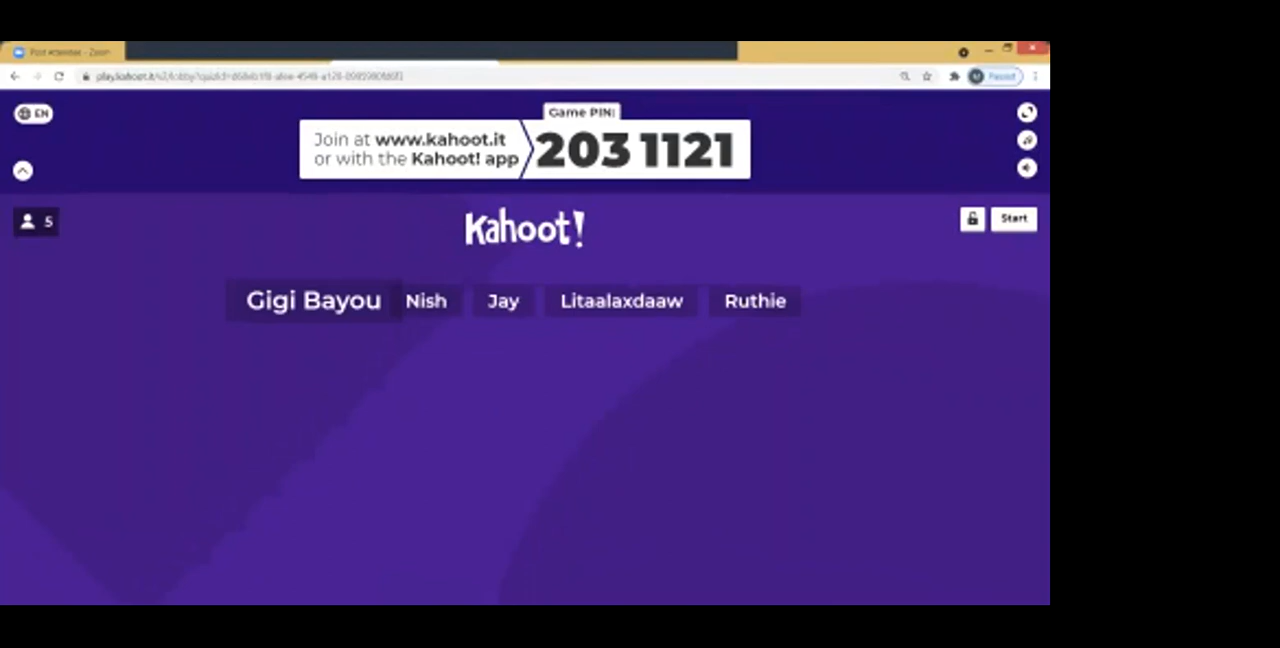 EN
Game PIN:
Join at www.kahoot.it
or with the Kahoot! app
203 1121
5
Kahoot!
Start
Gigi Bayou Nish Jay Litaalaxdaaw Ruthie